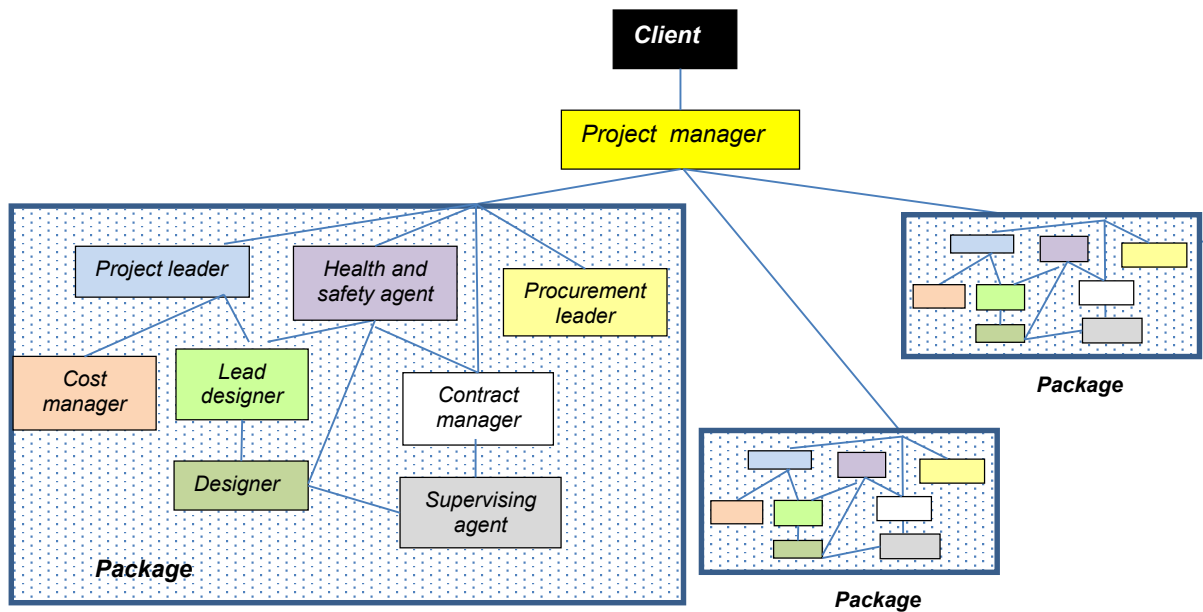 Client
Project manager
Project leader
Health and
safety agent
Procurement
leader
Cost
manager
Lead
designer
Contract
manager
Designer
Supervising
agent
Package
Package
Package